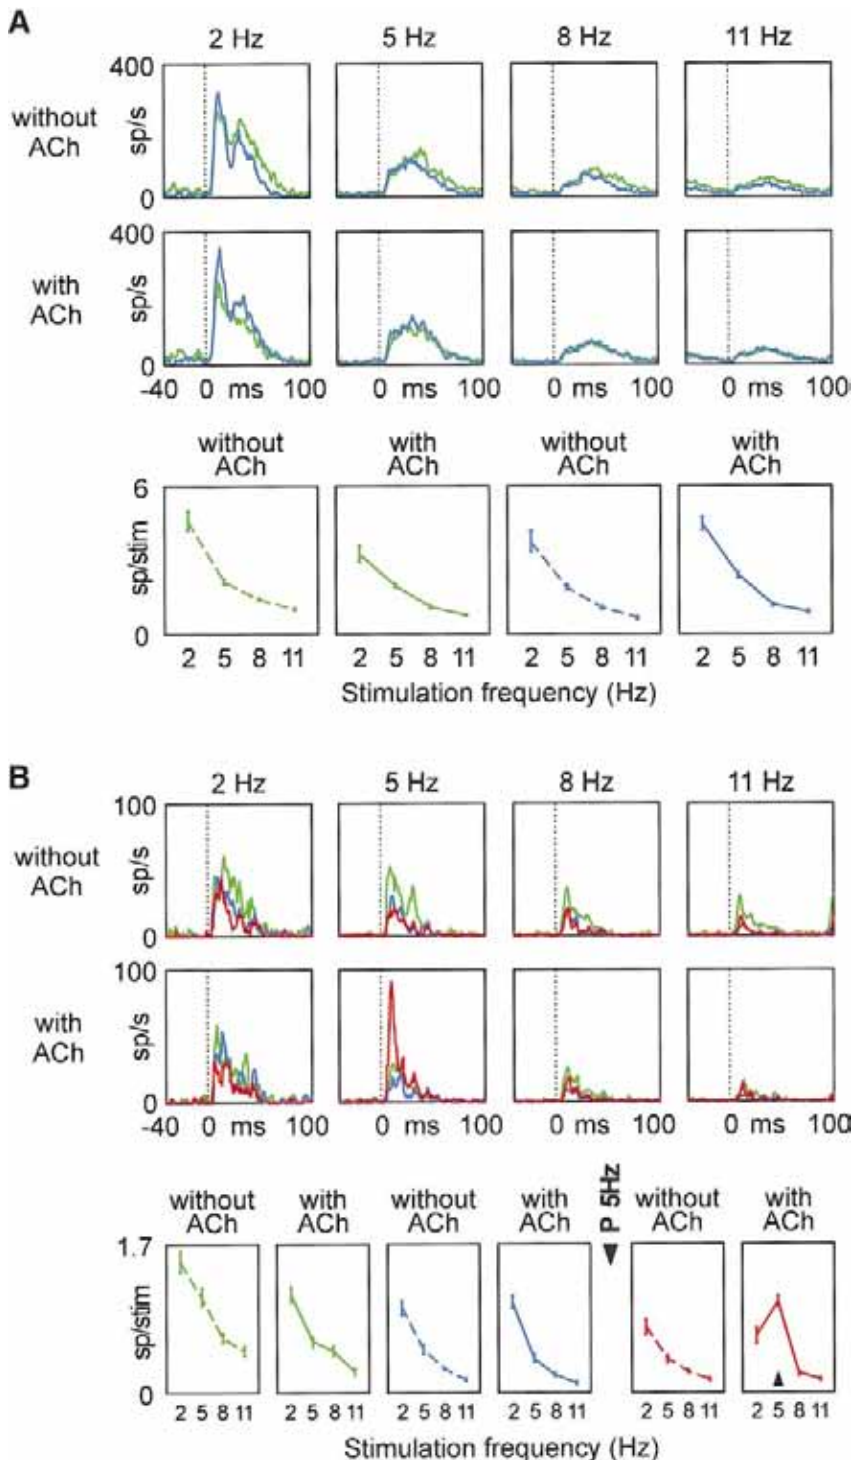 A
2 Hz 5 Hz 8 Hz 11 Hz
400
without
ACh
sp/s
0
400
with
ACh
sp/s
0
-40 0 ms 100 0 ms 100 0 ms 100 0 ms 100
without
ACh
with
ACh
without
ACh
with
ACh
6
sp/stim
0
2 5 8 11 2 5 8 11 2 5 8 11 2 5 8 11
Stimulation frequency (Hz)
B
2 Hz 5 Hz 8 Hz 11 Hz
100
without
ACh
sp/s
0
100
with
ACh
sp/s
0
-40 0 ms 100 0 ms 100 0 ms 100 0 ms 100
without
ACh
with
ACh
without
ACh
with
ACh
P 5Hz
without
ACh
with
ACh
1.7
sp/stim
0
2 5 8 11 2 5 8 11 2 5 8 11 2 5 8 11 2 5 8 11 2 5 8 11
Stimulation frequency (Hz)